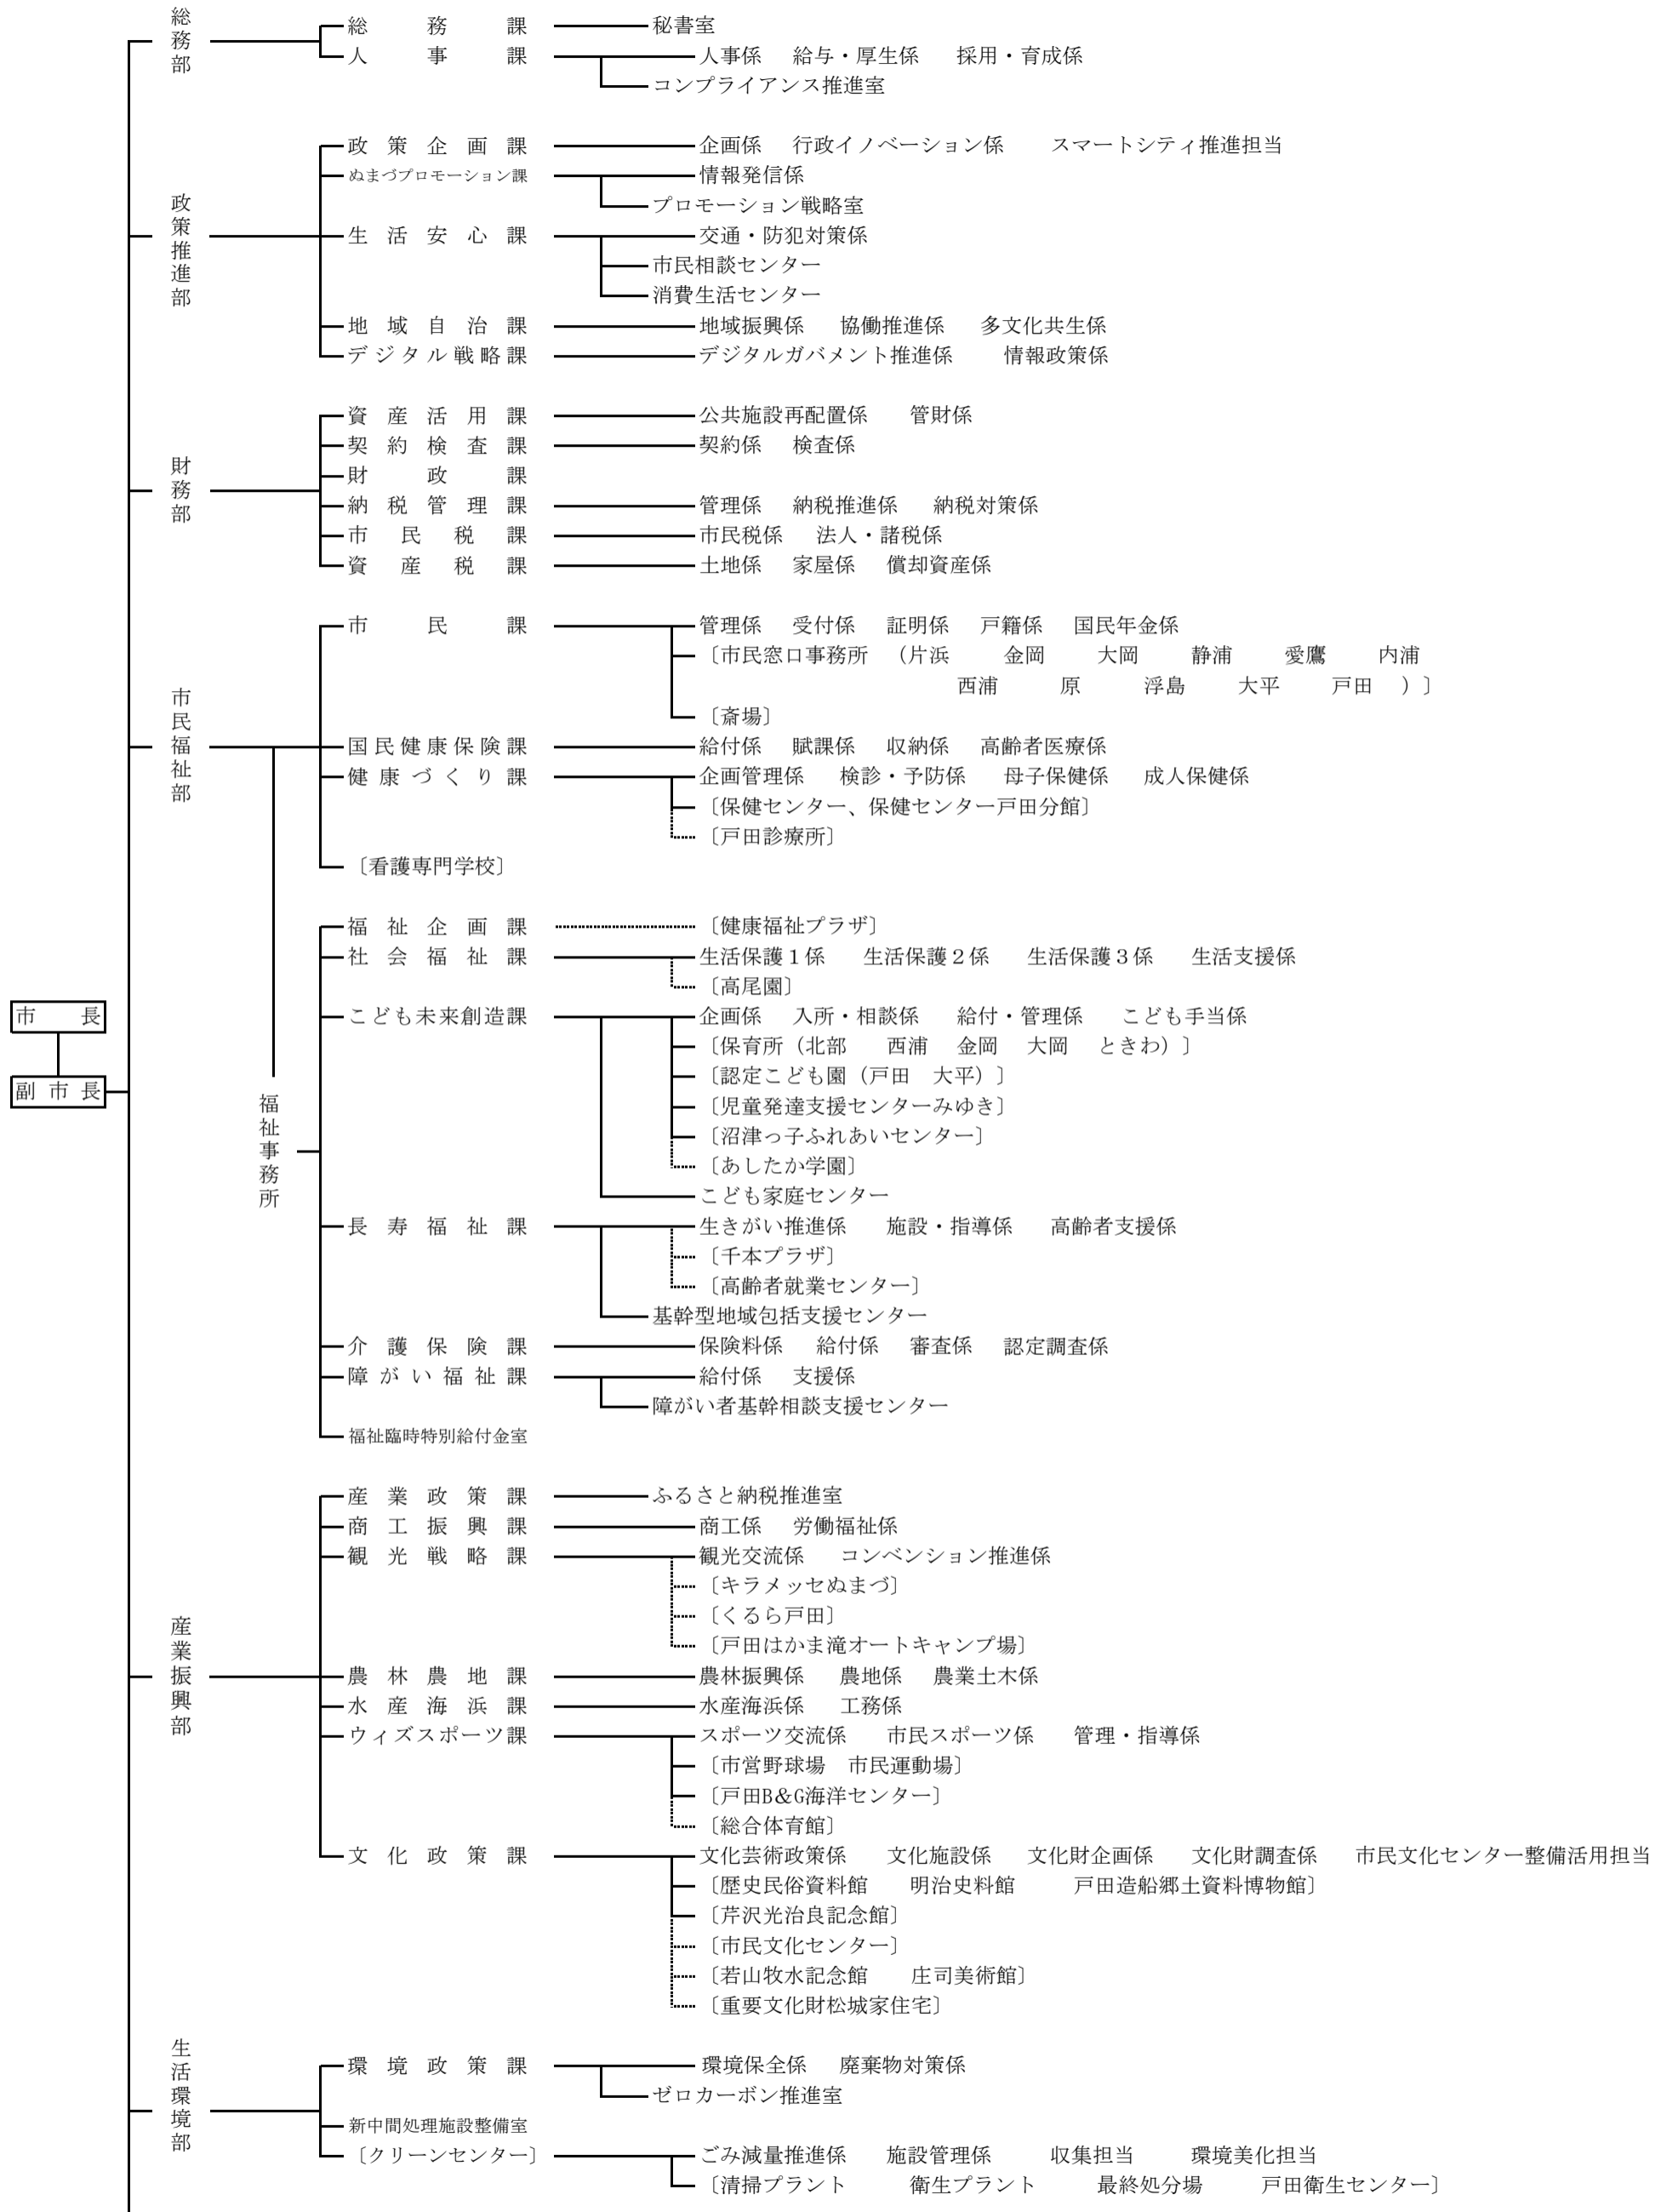 総務部
総務課 秘書室
人事課 人事係 給与・厚生係 採用・育成係
コンプライアンス推進室
政策推進部
政策企画課 企画係 行政イノベーション係 スマートシティ推進担当
ぬまづプロモーション課 情報発信係
プロモーション戦略室
生活安心課 交通・防犯対策係
市民相談センター
消費生活センター
地域自治課 地域振興係 協働推進係 多文化共生係
デジタル戦略課 デジタルガバメント推進係 情報政策係
財務部
資産活用課 公共施設再配置係 管財係
契約検査課 契約係 検査係
財政課
納税管理課 管理係 納税推進係 納税対策係
市民税課 市民税係 法人・諸税係
資産税課 土地係 家屋係 償却資産係
市民福祉部
市民課 管理係 受付係 証明係 戸籍係 国民年金係
〔市民窓口事務所 （片浜 金岡 大岡 静浦 愛鷹 内浦
西浦 原 浮島 大平 戸田 ）〕
〔斎場〕
国民健康保険課 給付係 賦課係 収納係 高齢者医療係
健康づくり課 企画管理係 検診・予防係 母子保健係 成人保健係
〔保健センター、保健センター戸田分館〕
〔戸田診療所〕
〔看護専門学校〕
市長
副市長
福祉事務所
福祉企画課 〔健康福祉プラザ〕
社会福祉課 生活保護１係 生活保護２係 生活保護３係 生活支援係
〔高尾園〕
こども未来創造課 企画係 入所・相談係 給付・管理係 こども手当係
〔保育所（北部 西浦 金岡 大岡 ときわ）〕
〔認定こども園（戸田 大平）〕
〔児童発達支援センターみゆき〕
〔沼津っ子ふれあいセンター〕
〔あしたか学園〕
こども家庭センター
長寿福祉課 生きがい推進係 施設・指導係 高齢者支援係
〔千本プラザ〕
〔高齢者就業センター〕
基幹型地域包括支援センター
介護保険課 保険料係 給付係 審査係 認定調査係
障がい福祉課 給付係 支援係
障がい者基幹相談支援センター
福祉臨時特別給付金室
産業振興部
産業政策課 ふるさと納税推進室
商工振興課 商工係 労働福祉係
観光戦略課 観光交流係 コンベンション推進係
〔キラメッセぬまづ〕
〔くるら戸田〕
〔戸田はかま滝オートキャンプ場〕
農林農地課 農林振興係 農地係 農業土木係
水産海浜課 水産海浜係 工務係
ウィズスポーツ課 スポーツ交流係 市民スポーツ係 管理・指導係
〔市営野球場 市民運動場〕
〔戸田B＆G海洋センター〕
〔総合体育館〕
文化政策課 文化芸術政策係 文化施設係 文化財企画係 文化財調査係 市民文化センター整備活用担当
〔歴史民俗資料館 明治史料館 戸田造船郷土資料博物館〕
〔芹沢光治良記念館〕
〔市民文化センター〕
〔若山牧水記念館 庄司美術館〕
〔重要文化財松城家住宅〕
生活環境部
環境政策課 環境保全係 廃棄物対策係
ゼロカーボン推進室
新中間処理施設整備室
〔クリーンセンター〕 ごみ減量推進係 施設管理係 収集担当 環境美化担当
〔清掃プラント 衛生プラント 最終処分場 戸田衛生センター〕